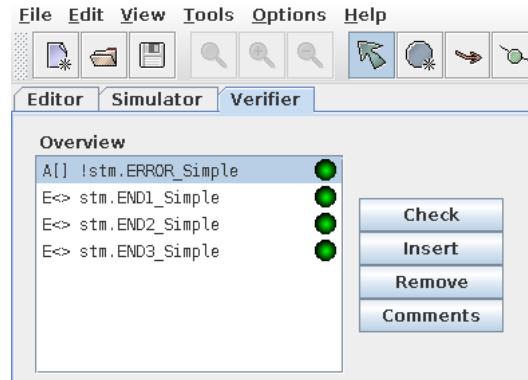 File Edit View Tools Options Help
Editor Simulator Verifier
Overview
A[] !stm.ERROR_Simple
E<> stm.END1_Simple
E<> stm.END2_Simple
E<> stm.END3_Simple
Check
Insert
Remove
Comments